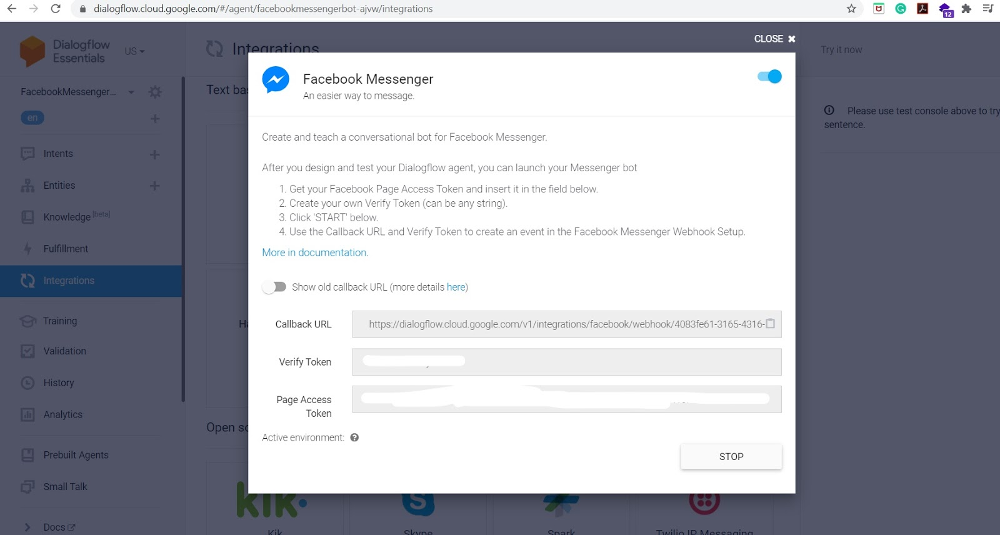 dialogflow.cloud.google.com/#/agent/facebookmessengerbot-ajvw/integrations
12
Dialogflow
Essentials
US
Integrations
CLOSE
Try it now
FacebookMessenger...
en
Intents
Entities
Knowledge [beta]
Fulfillment
Integrations
Training
Validation
History
Analytics
Prebuilt Agents
Small Talk
Docs
Text ba
Facebook Messenger
An easier way to message.
Create and teach a conversational bot for Facebook Messenger.
After you design and test your Dialogflow agent, you can launch your Messenger bot
1. Get your Facebook Page Access Token and insert it in the field below.
2. Create your own Verify Token (can be any string).
3. Click 'START' below.
4. Use the Callback URL and Verify Token to create an event in the Facebook Messenger Webhook Setup.
More in documentation.
Show old callback URL (more details here)
Ha
Callback URL
https://dialogflow.cloud.google.com/v1/integrations/facebook/webhook/4083fe61-3165-4316-
Verify Token
Page Access
Token
Active environment:
STOP
Open so
Please use test console above to try
sentence.
kik
Kik
Skype
Spark
Twilio IP Messaging